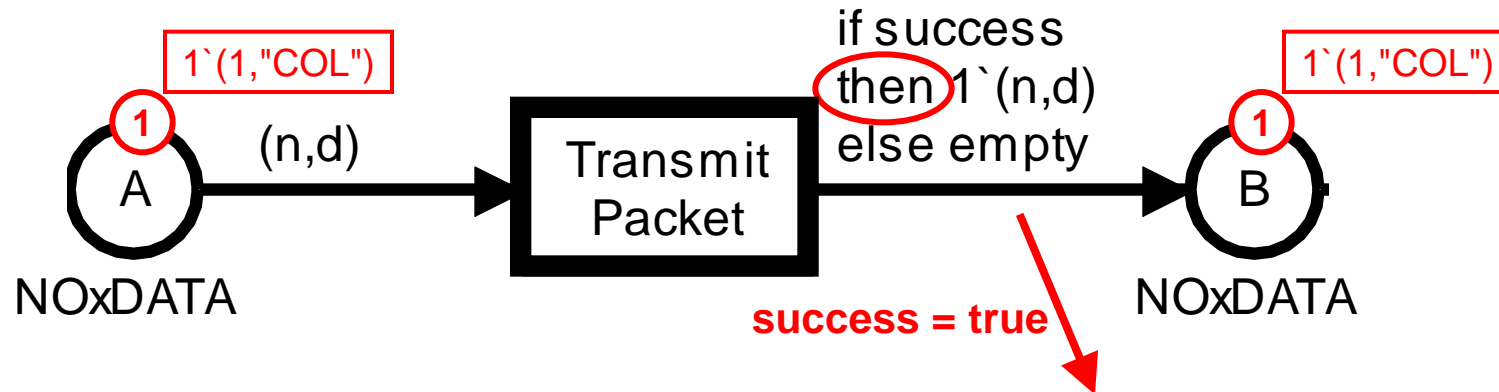 1`(1,"COL")
1
A
NOxDATA
(n,d)
Transmit
Packet
if success
then 1`(n,d)
else empty
success = true
1`(1,"COL")
1
B
NOxDATA